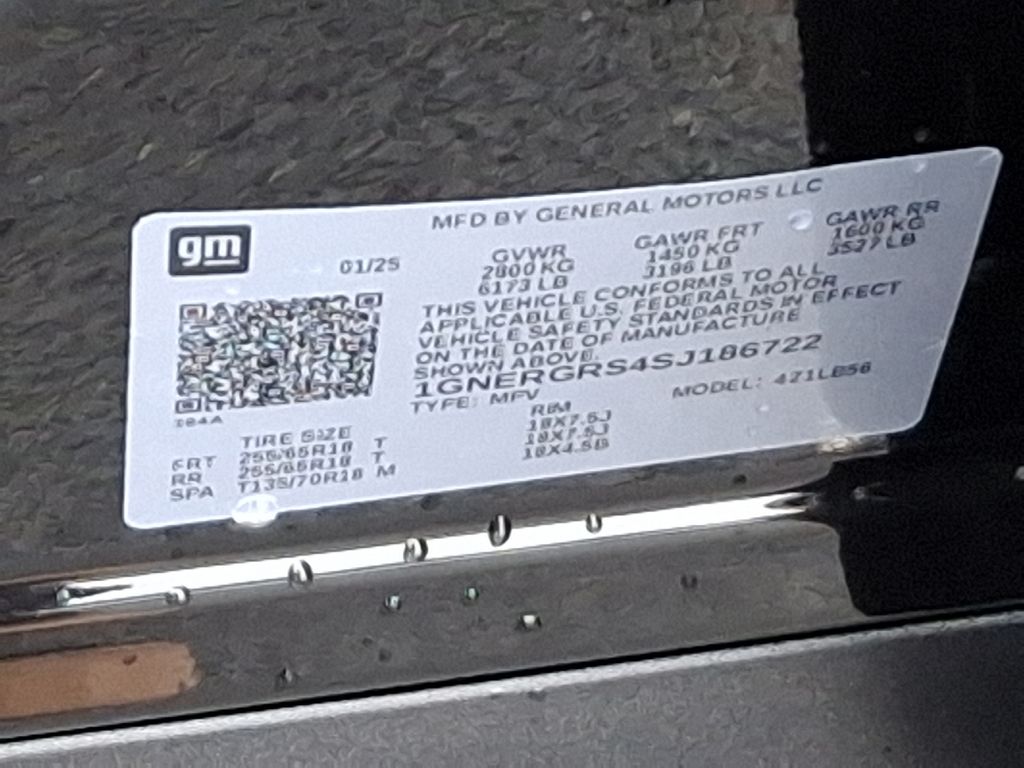 gm
MFD BY GENERAL MOTORS LLC
01/25
GVWR GAWR FRT GAWR RR
2800 KG 1450 KG 1600 KG
6173 LB 3196 LB 3527 LB
THIS VEHICLE CONFORMS TO ALL
APPLICABLE U.S. FEDERAL MOTOR
VEHICLE SAFETY STANDARDS IN EFFECT
ON THE DATE OF MANUFACTURE
SHOWN ABOVE.
1GNERGRS4SJ186722
TYPE: MPV MODEL:
TIRE SIZE RIM
FRT 255/65R18 T 18X7.5J
RR 255/65R18 T 18X7.5J
SPA T135/70R18 M 18X4.5B